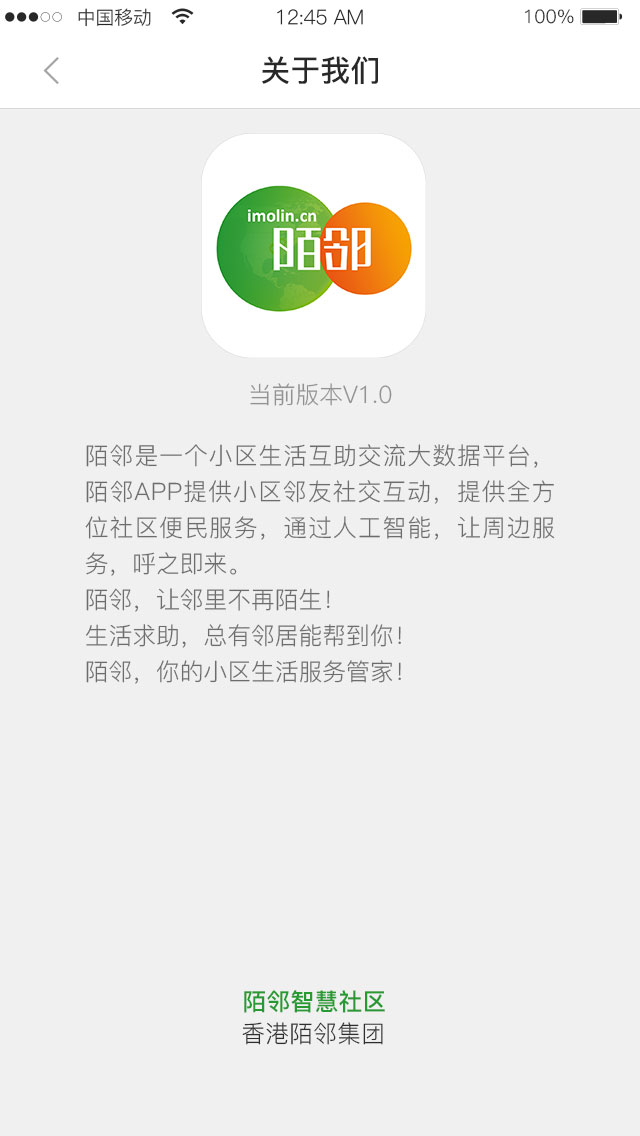 中国移动 12:45 AM 100%
关于我们
imolin.cn
陌邻
当前版本V1.0
陌邻是一个小区生活互助交流大数据平台，
陌邻APP提供小区邻友社交互动，提供全方
位社区便民服务，通过人工智能，让周边服
务，呼之即来。
陌邻，让邻里不再陌生！
生活求助，总有邻居能帮到你！
陌邻，你的小区生活服务管家！
陌邻智慧社区
香港陌邻集团